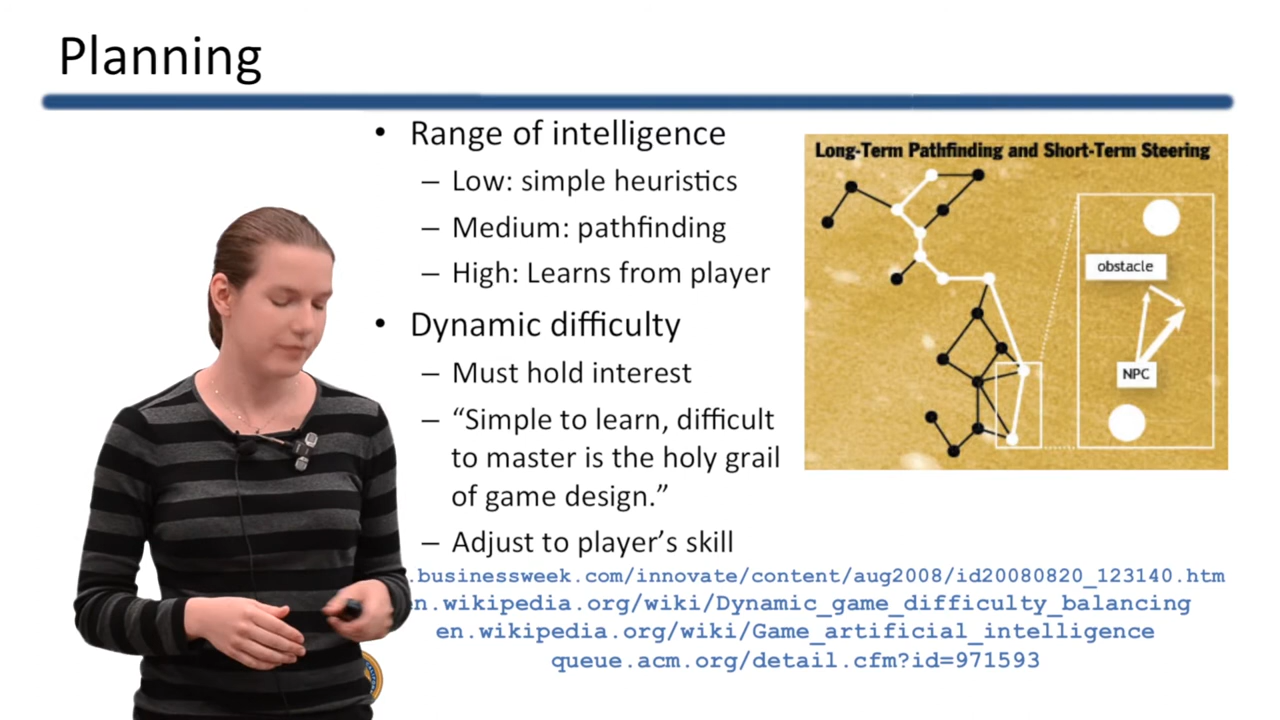 Planning
• Range of intelligence
– Low: simple heuristics
– Medium: pathfinding
– High: Learns from player
• Dynamic difficulty
– Must hold interest
– “Simple to learn, difficult
to master is the holy grail
of game design.”
– Adjust to player’s skill
Long-Term Pathfinding and Short-Term Steering
obstacle
NPC
.businessweek.com/innovate/content/aug2008/id20080820_123140.htm
n.wikipedia.org/wiki/Dynamic_game_difficulty_balancing
en.wikipedia.org/wiki/Game_artificial_intelligence
queue.acm.org/detail.cfm?id=971593